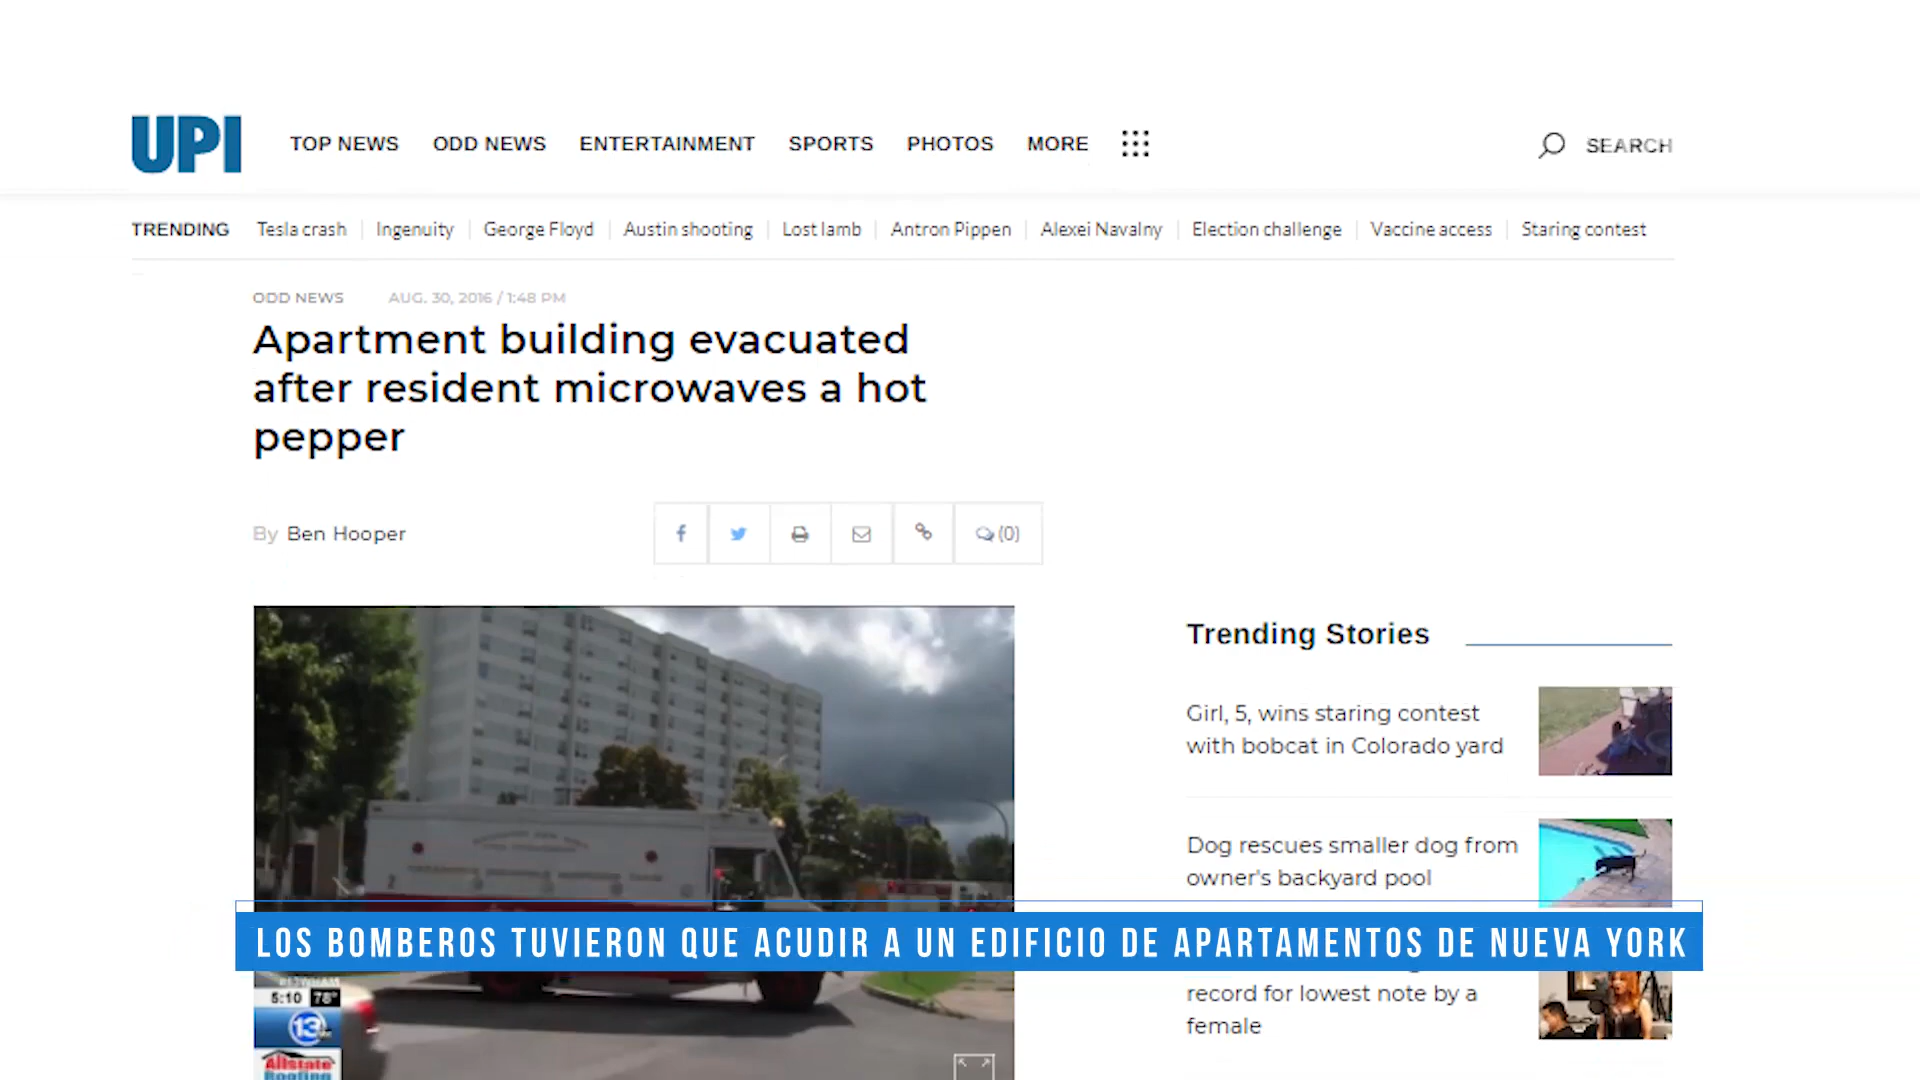 UPI
TOP NEWS ODD NEWS ENTERTAINMENT SPORTS PHOTOS MORE
SEARCH
TRENDING Tesla crash Ingenuity George Floyd Austin shooting Lost lamb Antron Pippen Alexei Navalny Election challenge Vaccine access Staring contest
ODD NEWS AUG. 30, 2016 / 1:48 PM
Apartment building evacuated
after resident microwaves a hot
pepper
By Ben Hooper
(0)
Trending Stories
Girl, 5, wins staring contest
with bobcat in Colorado yard
Dog rescues smaller dog from
owner's backyard pool
LOS BOMBEROS TUVIERON QUE ACUDIR A UN EDIFICIO DE APARTAMENTOS DE NUEVA YORK
record for lowest note by a
female
5:10 78°
13
Allstate
Roofing